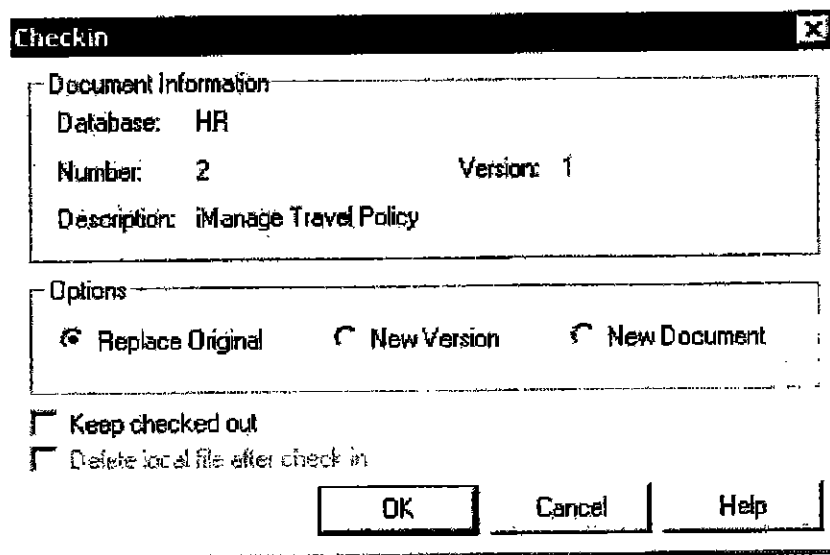 Checkin
Document Information
Database: HR
Number: 2 Version: 1
Description: iManage Travel Policy
Options
Replace Original New Version New Document
Keep checked out
Delete local file after check in
OK Cancel Help